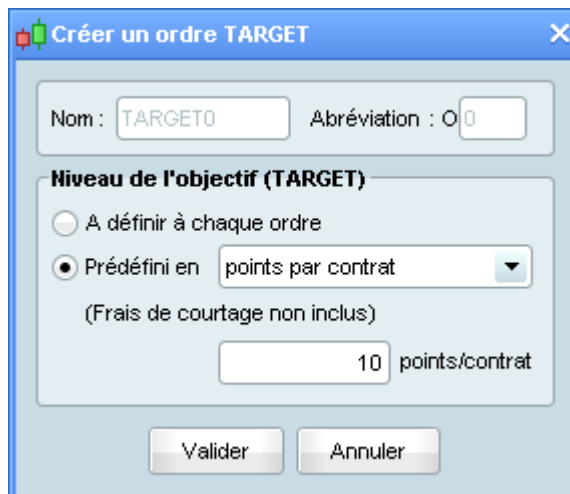 Créer un ordre TARGET
Nom : TARGET0 Abréviation : O 0
Niveau de l'objectif (TARGET)
A définir à chaque ordre
Prédéfini en points par contrat
(Frais de courtage non inclus)
10 points/contrat
Valider Annuler